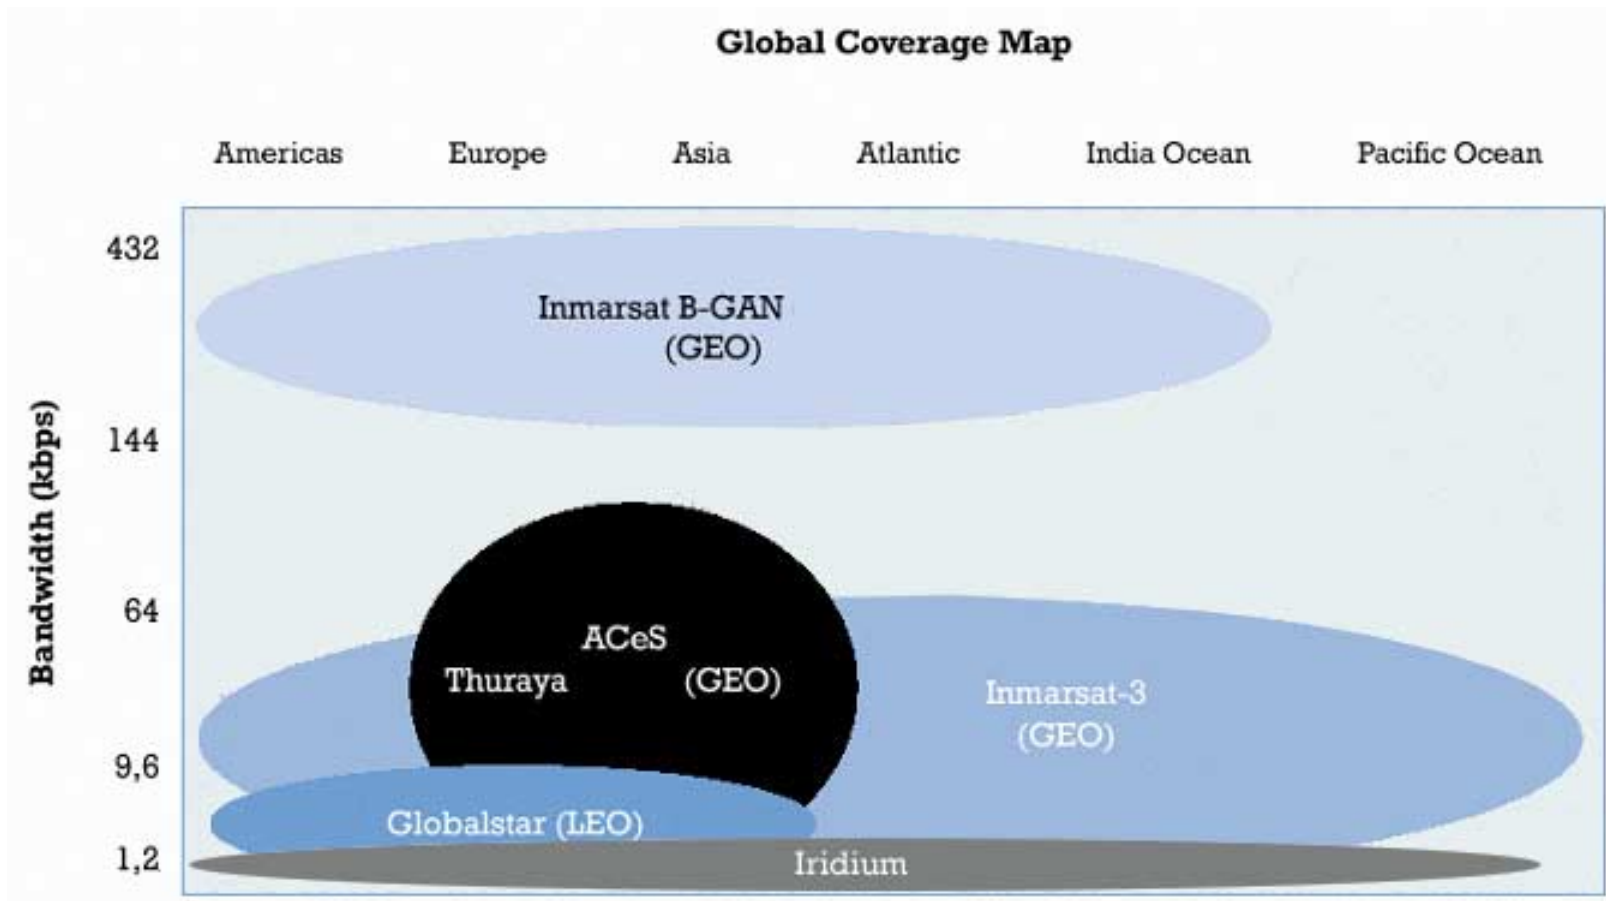 Global Coverage Map
Americas Europe Asia Atlantic India Ocean Pacific Ocean
Bandwidth (kbps)
432
Inmarsat B-GAN
(GEO)
144
64
ACeS
Thuraya (GEO)
Inmarsat-3
(GEO)
9,6
Globalstar (LEO)
1,2
Iridium